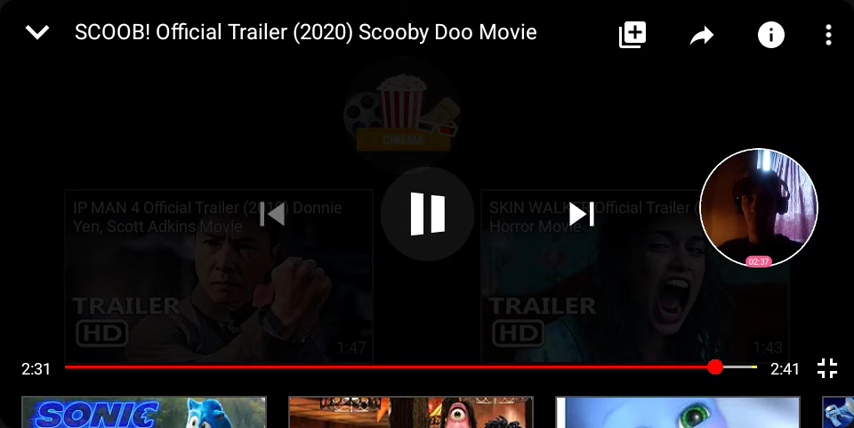 SCOOB! Official Trailer (2020) Scooby Doo Movie
CINEMA
IP MAN 4 Official Trailer Donnie
Yen, Scott Adkins Movie
TRAILER
HD
1:47
SKIN WALKER Official Trailer
Horror Movie
TRAILER
HD
1:43
02:37
2:31
2:41
SONIC